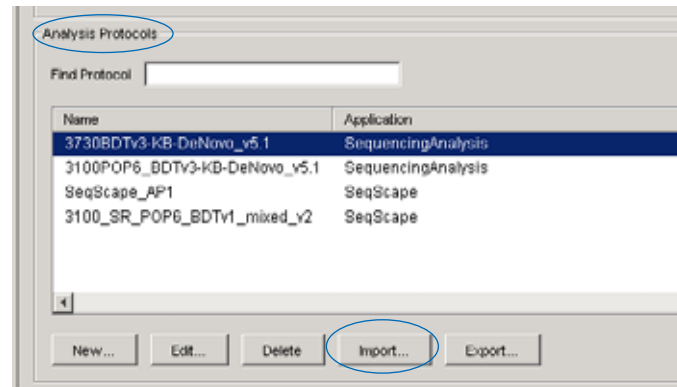 Analysis Protocols
Find Protocol
Name Application
3730BDTv3-KB-DeNovo_v5.1 SequencingAnalysis
3100POP6_BDTv3-KB-DeNovo_v5.1 SequencingAnalysis
SeqScape_AP1 SeqScape
3100_SR_POP6_BDTv1_mixed_v2 SeqScape
New... Edit... Delete Import... Export...